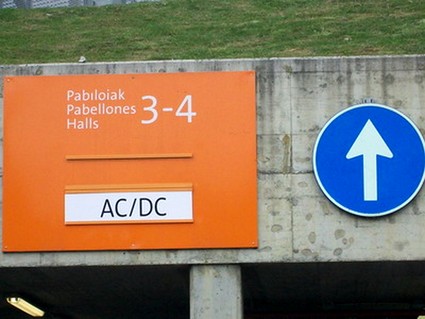 Pabiloiak
Pabellones 3-4
Halls
AC/DC